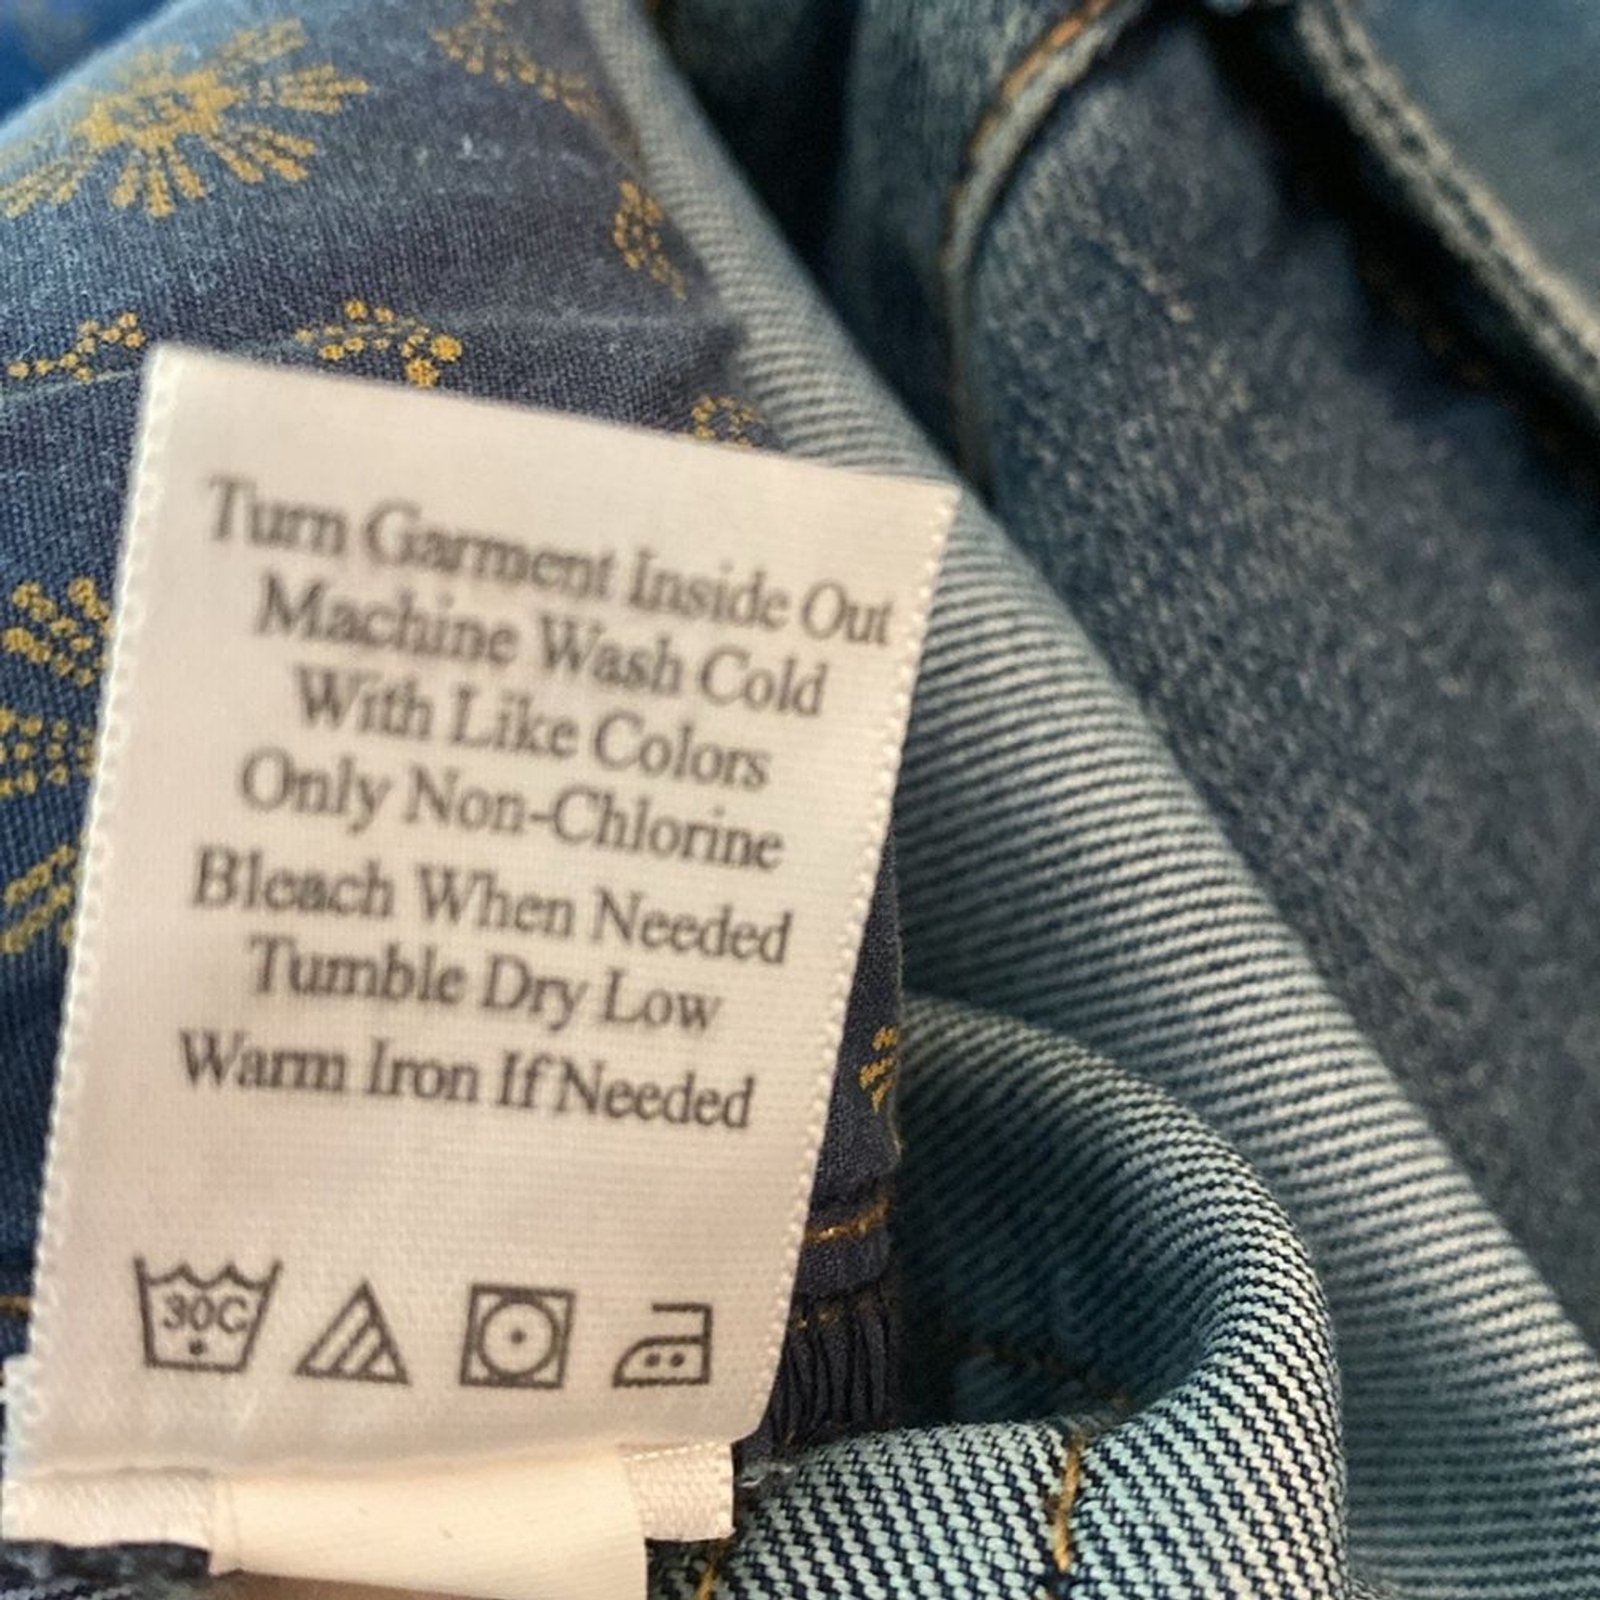 Turn Garment Inside Out
Machine Wash Cold
With Like Colors
Only Non-Chlorine
Bleach When Needed
Tumble Dry Low
Warm Iron If Needed
30C